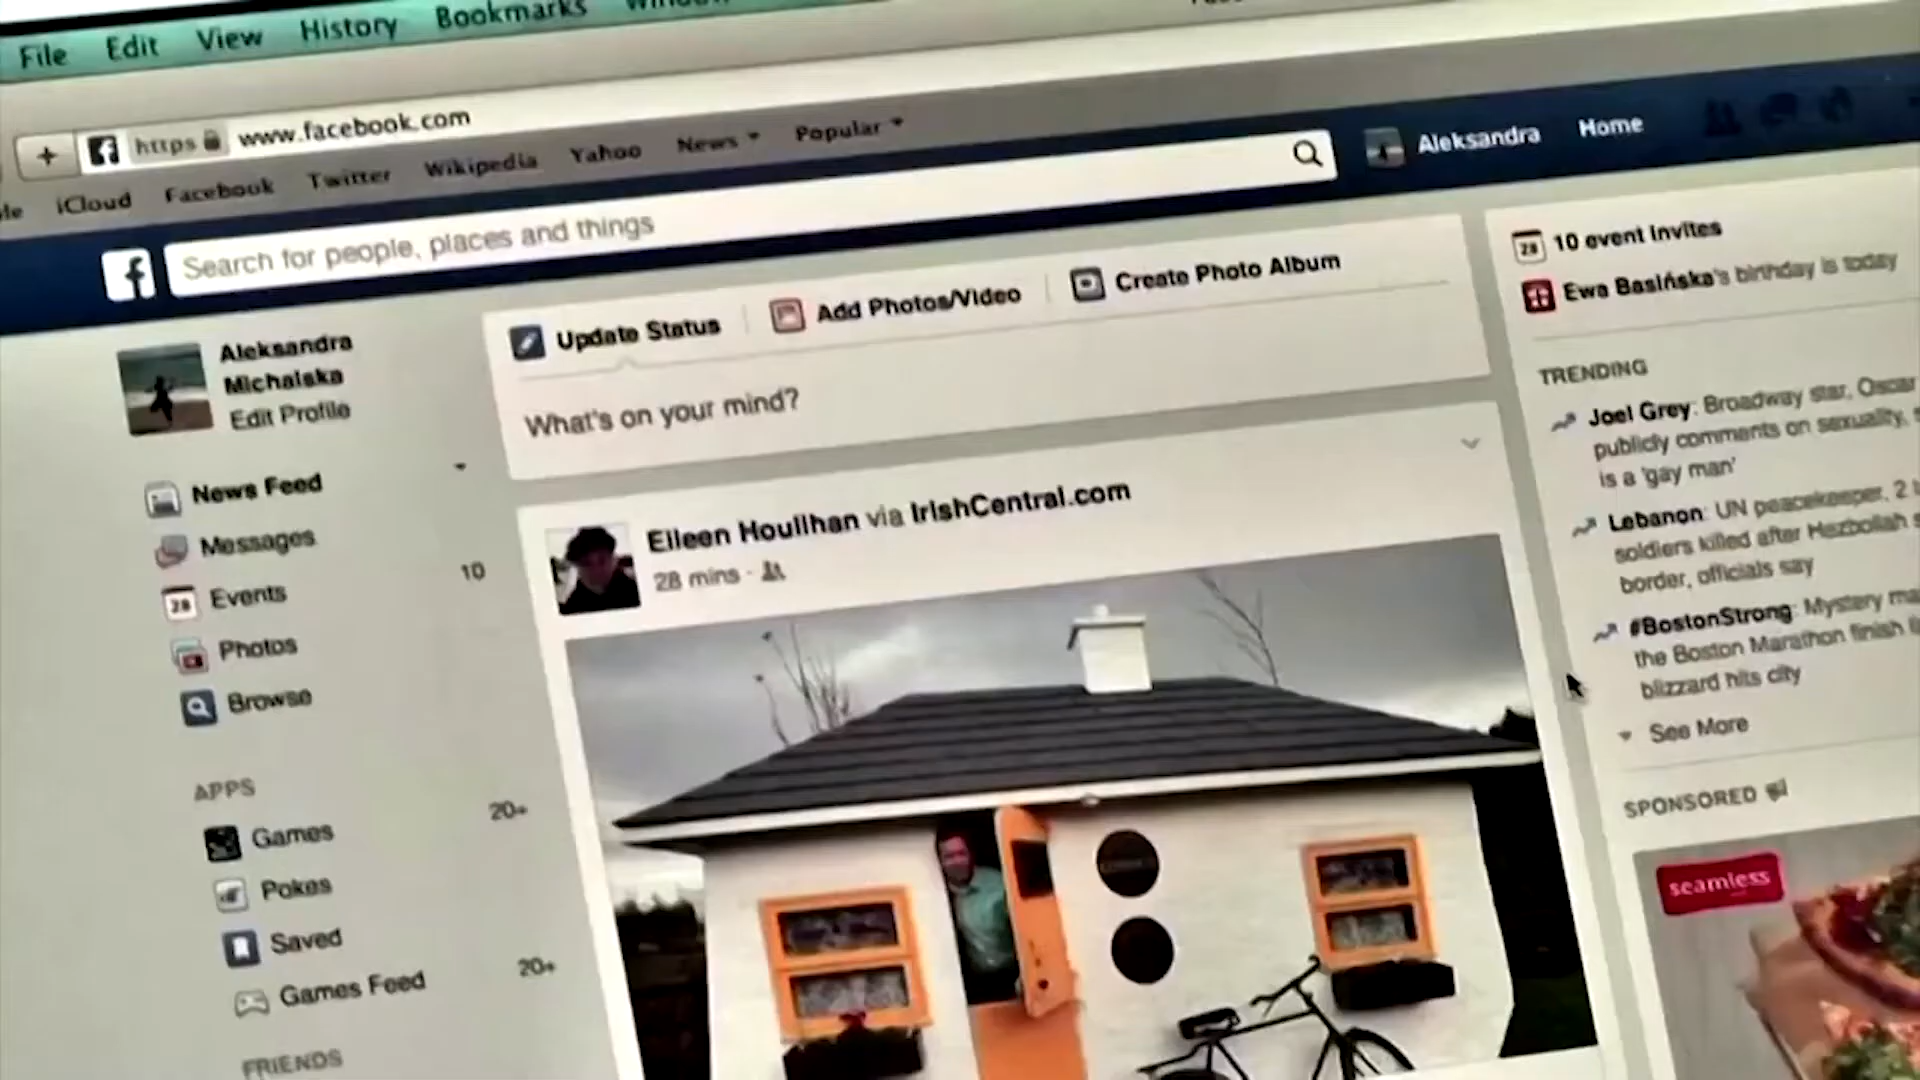 File Edit View History Bookmarks
https www.facebook.com
iCloud Facebook Twitter Wikipedia Yahoo News Popular
Search for people, places and things
Aleksandra Home
Aleksandra
Michalska
Edit Profile
News Feed
Messages
Events 10
Photos
Browse
APPS
Games 20+
Pokes
Saved
Games Feed 20+
FRIENDS
Update Status Add Photos/Video Create Photo Album
What's on your mind?
Eileen Houlihan via IrishCentral.com
28 mins
28 10 event invites
Ewa Basińska's birthday is today
TRENDING
Joel Grey: Broadway star, Oscar
publicly comments on sexuality,
is a 'gay man'
Lebanon: UN peacekeeper, 2
soldiers killed after Hezbollah
border, officials say
#BostonStrong: Mystery
the Boston Marathon finish
blizzard hits city
See More
SPONSORED
seamless